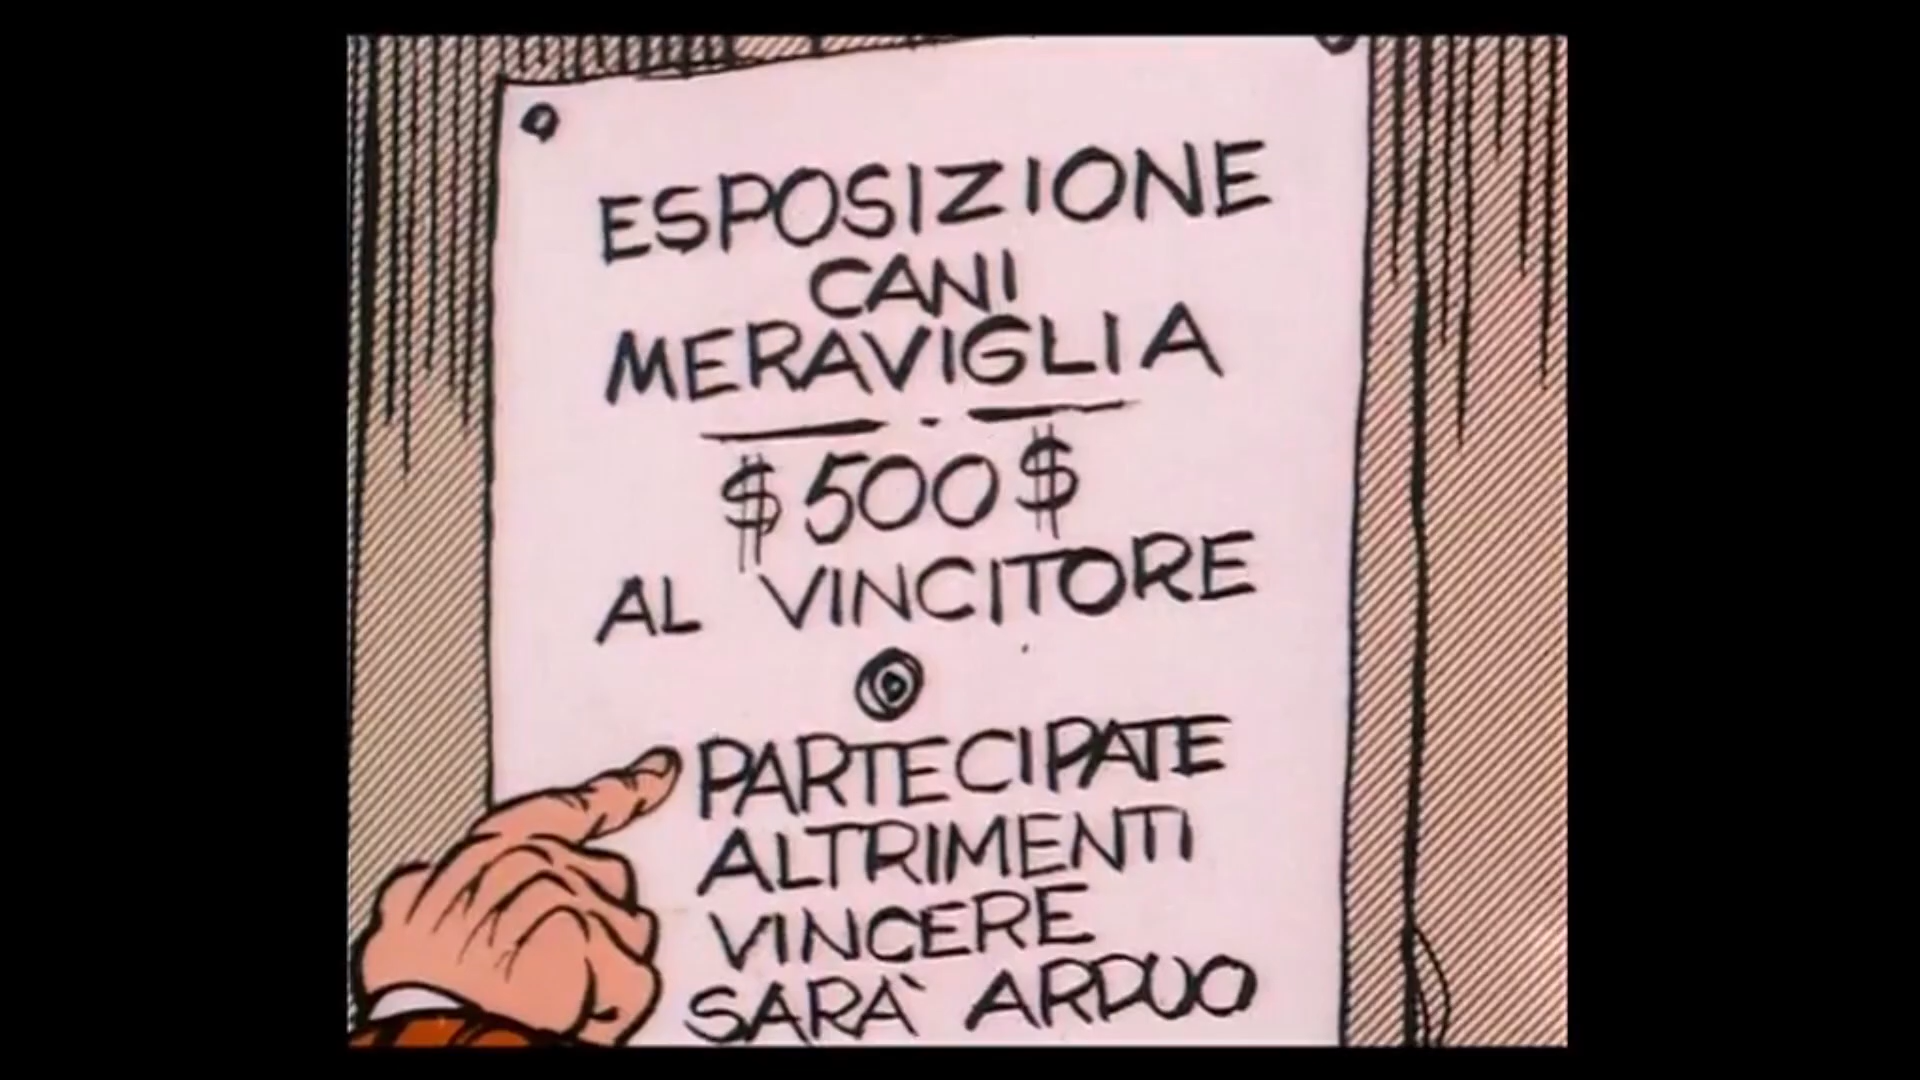 ESPOSIZIONE
CANI
MERAVIGLIA
$500$
AL VINCITORE
PARTECIPATE
ALTRIMENTI
VINCERE
SARÀ ARDUO